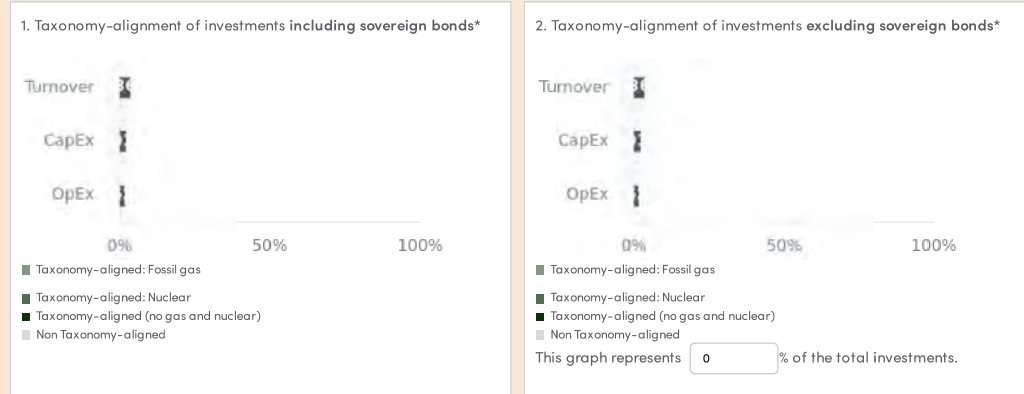 1. Taxonomy-alignment of investments including sovereign bonds*
Turnover
CapEx
OpEx
0% 50% 100%
Taxonomy-aligned: Fossil gas
Taxonomy-aligned: Nuclear
Taxonomy-aligned (no gas and nuclear)
Non Taxonomy-aligned
2. Taxonomy-alignment of investments excluding sovereign bonds*
Turnover
CapEx
OpEx
0% 50% 100%
Taxonomy-aligned: Fossil gas
Taxonomy-aligned: Nuclear
Taxonomy-aligned (no gas and nuclear)
Non Taxonomy-aligned
This graph represents 0 % of the total investments.